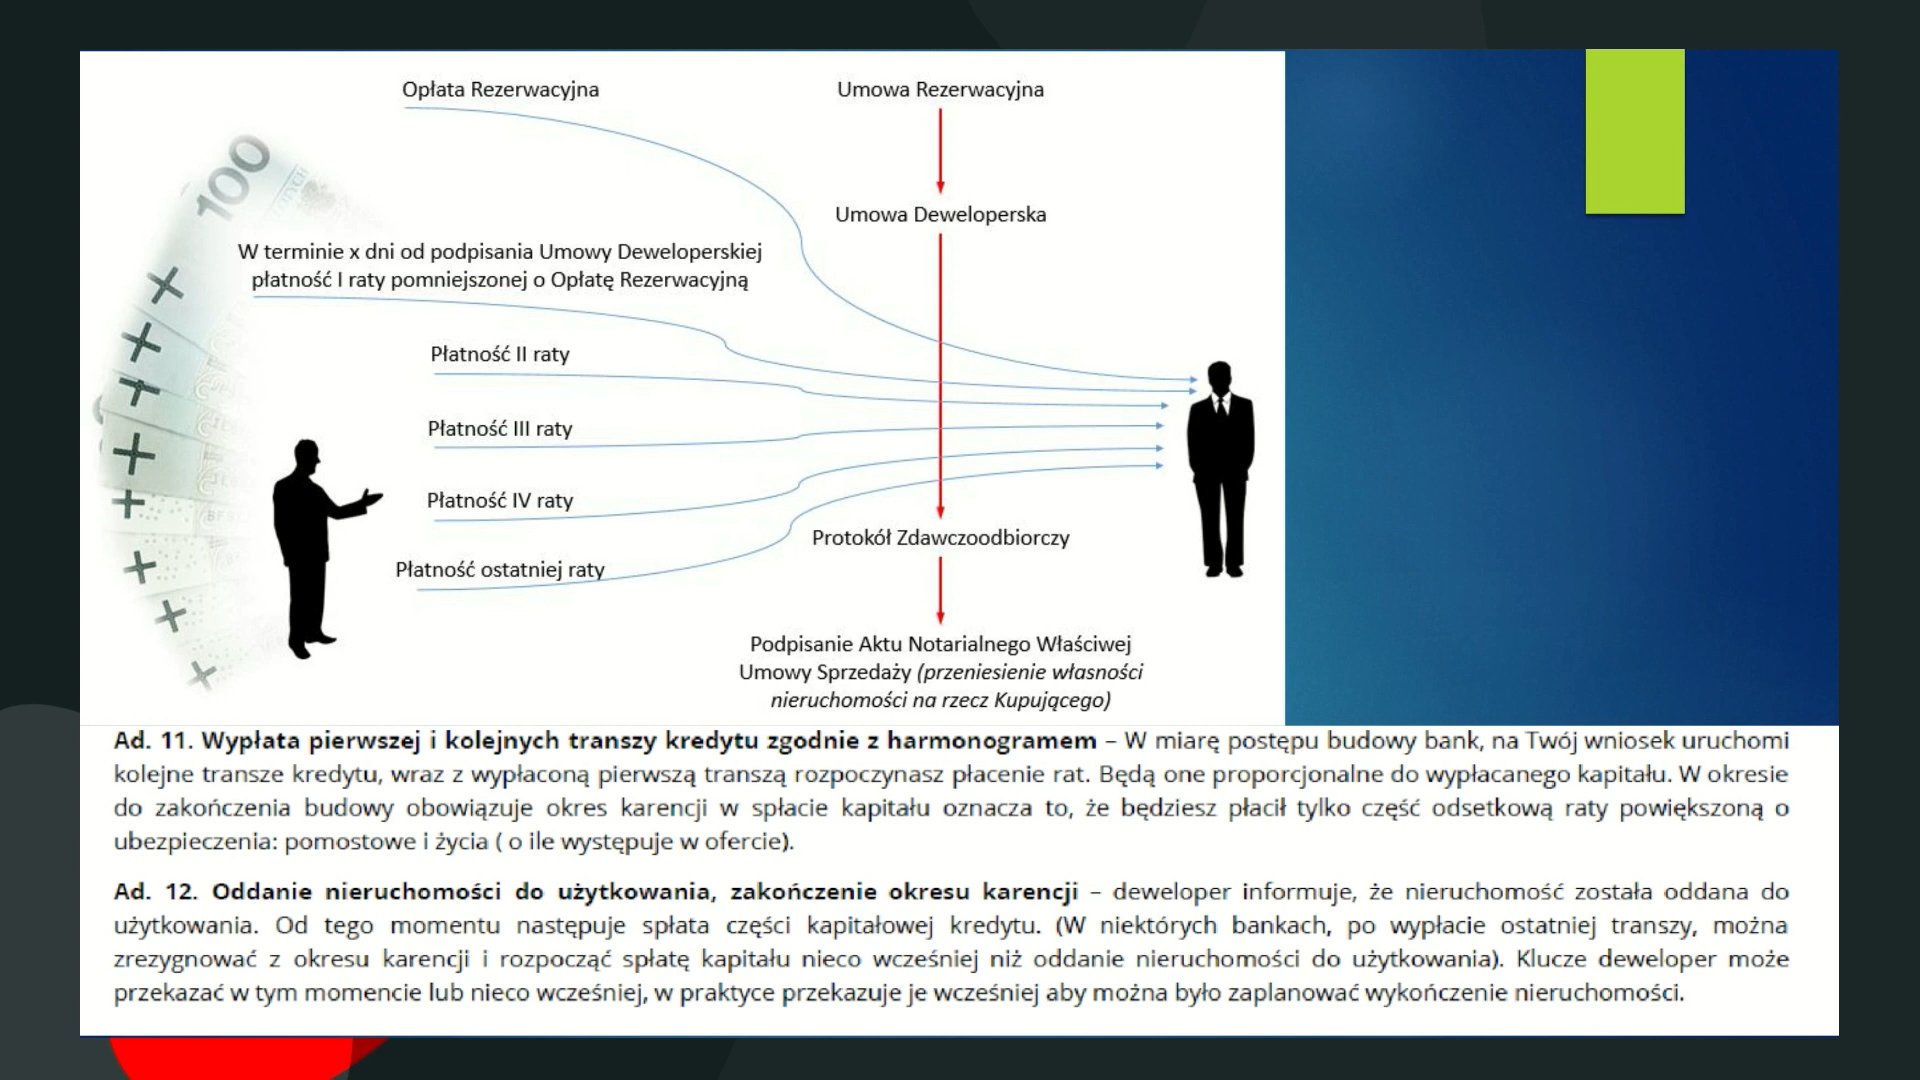 Opłata Rezerwacyjna
Umowa Rezerwacyjna
100
Umowa Deweloperska
W terminie x dni od podpisania Umowy Deweloperskiej
płatność I raty pomniejszonej o Opłatę Rezerwacyjną
Płatność II raty
Płatność III raty
Płatność IV raty
Płatność ostatniej raty
Protokół Zdawczoodbiorczy
Podpisanie Aktu Notarialnego Właściwej
Umowy Sprzedaży (przeniesienie własności
nieruchomości na rzecz Kupującego)
Ad. 11. Wypłata pierwszej i kolejnych transzy kredytu zgodnie z harmonogramem – W miarę postępu budowy bank, na Twój wniosek uruchomi
kolejne transze kredytu, wraz z wypłaconą pierwszą transzą rozpoczynasz płacenie rat. Będą one proporcjonalne do wypłacanego kapitału. W okresie
do zakończenia budowy obowiązuje okres karencji w spłacie kapitału oznacza to, że będziesz płacił tylko część odsetkową raty powiększoną o
ubezpieczenia: pomostowe i życia ( o ile występuje w ofercie).
Ad. 12. Oddanie nieruchomości do użytkowania, zakończenie okresu karencji – deweloper informuje, że nieruchomość została oddana do
użytkowania. Od tego momentu następuje spłata części kapitałowej kredytu. (W niektórych bankach, po wypłacie ostatniej transzy, można
zrezygnować z okresu karencji i rozpocząć spłatę kapitału nieco wcześniej niż oddanie nieruchomości do użytkowania). Klucze deweloper może
przekazać w tym momencie lub nieco wcześniej, w praktyce przekazuje je wcześniej aby można było zaplanować wykończenie nieruchomości.